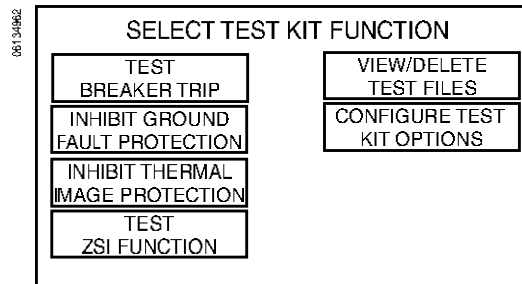 06134962
SELECT TEST KIT FUNCTION
TEST
BREAKER TRIP
INHIBIT GROUND
FAULT PROTECTION
INHIBIT THERMAL
IMAGE PROTECTION
TEST
ZSI FUNCTION
VIEW/DELETE
TEST FILES
CONFIGURE TEST
KIT OPTIONS